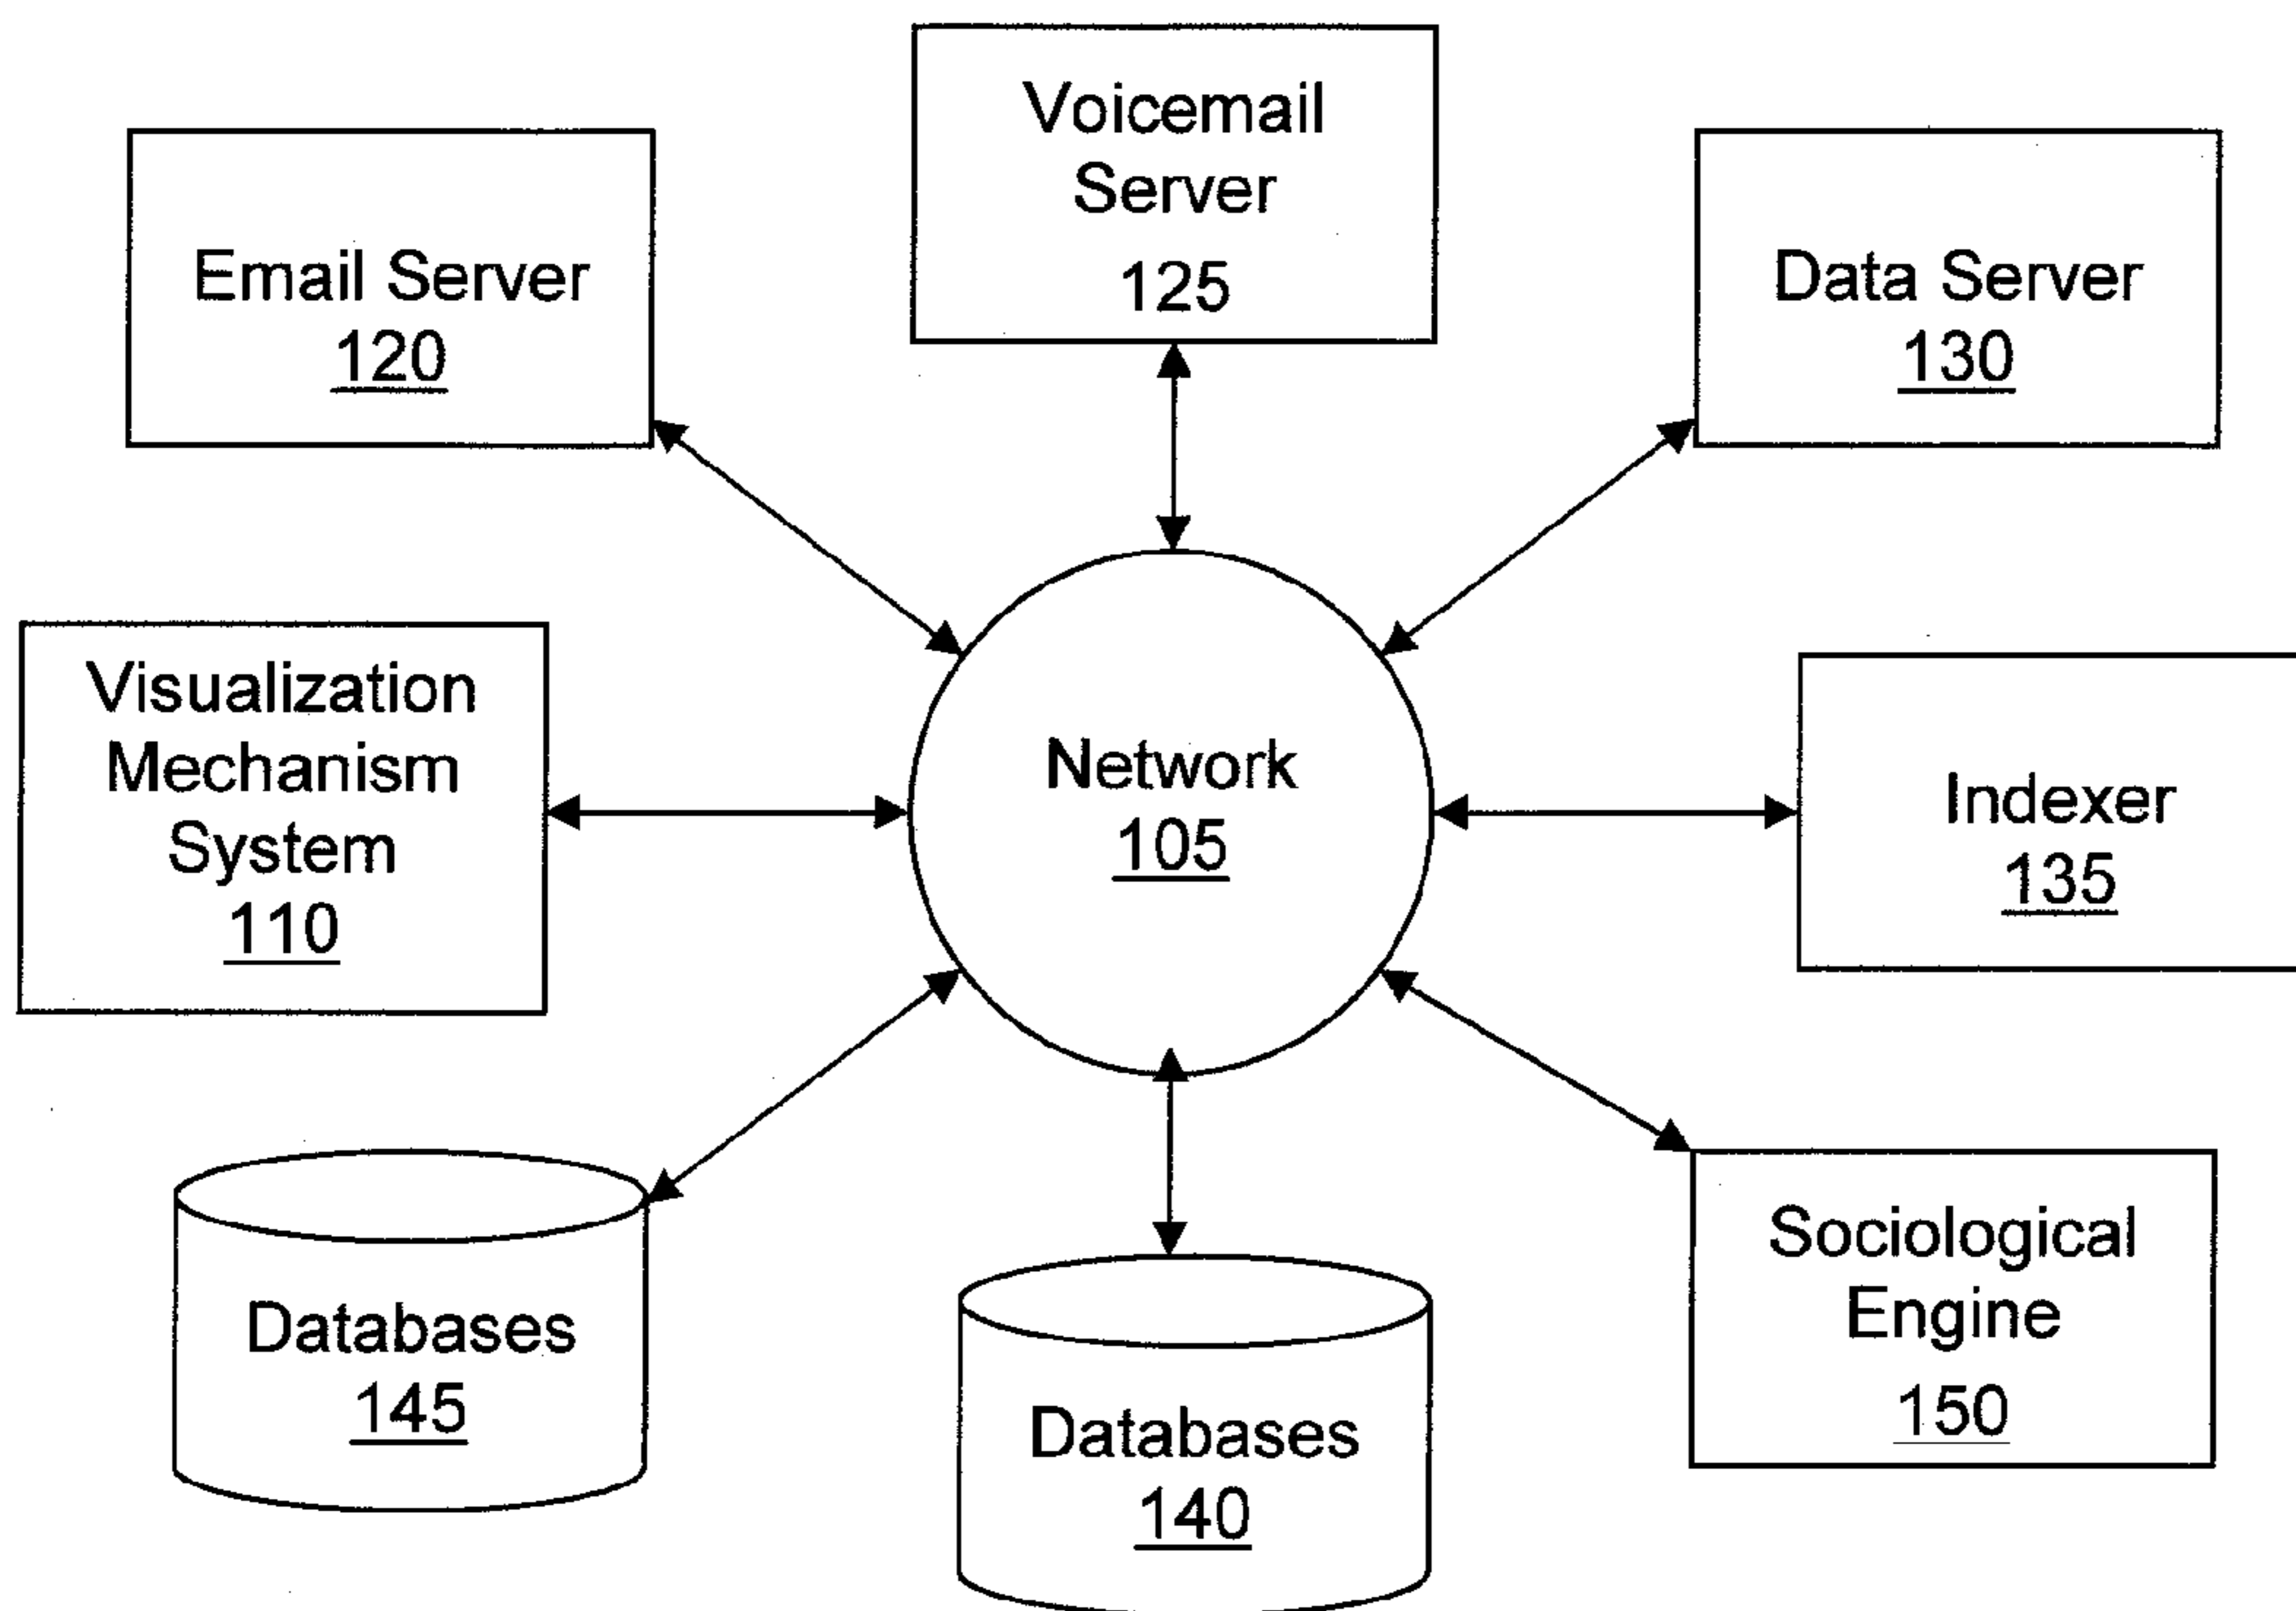 Voicemail
Server
125
Email Server
120
Data Server
130
Visualization
Mechanism
System
110
Network
105
Indexer
135
Databases
145
Databases
140
Sociological
Engine
150